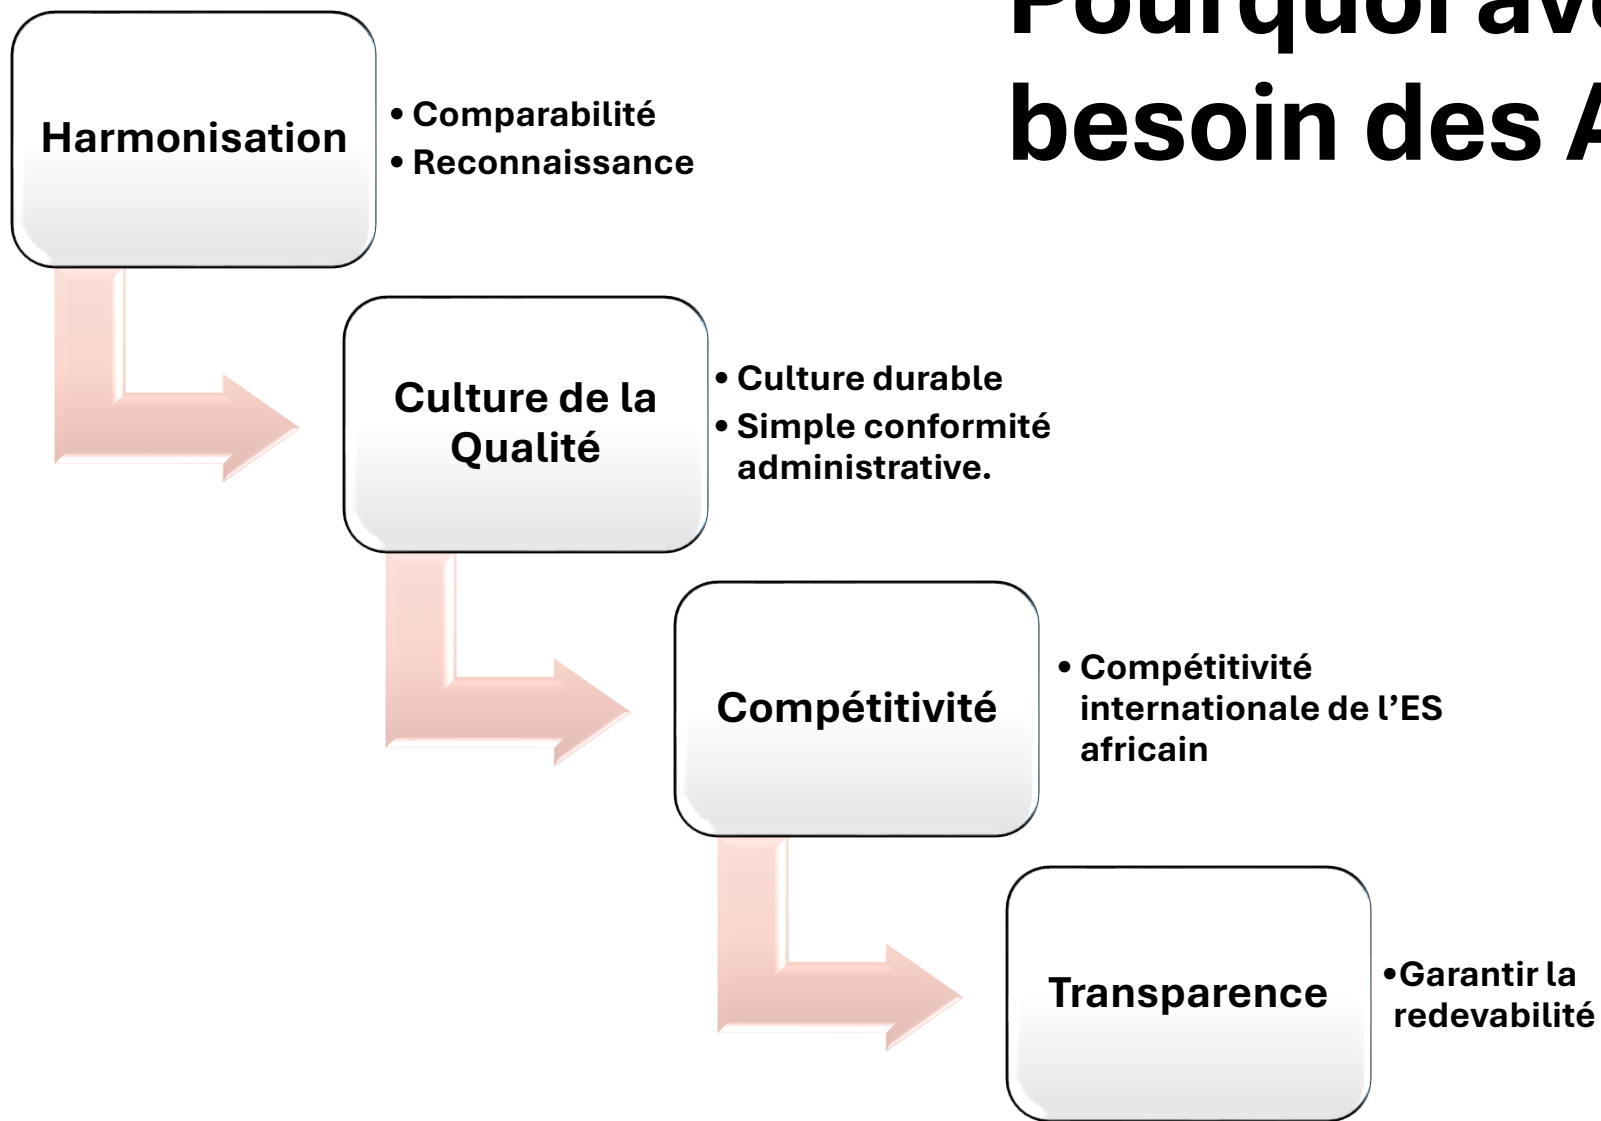 Pourquoi
besoin des
Harmonisation
• Comparabilité
• Reconnaissance
Culture de la
Qualité
• Culture durable
• Simple conformité
administrative.
Compétitivité
• Compétitivité
internationale de l’ES
africain
Transparence
•Garantir la
redevabilité